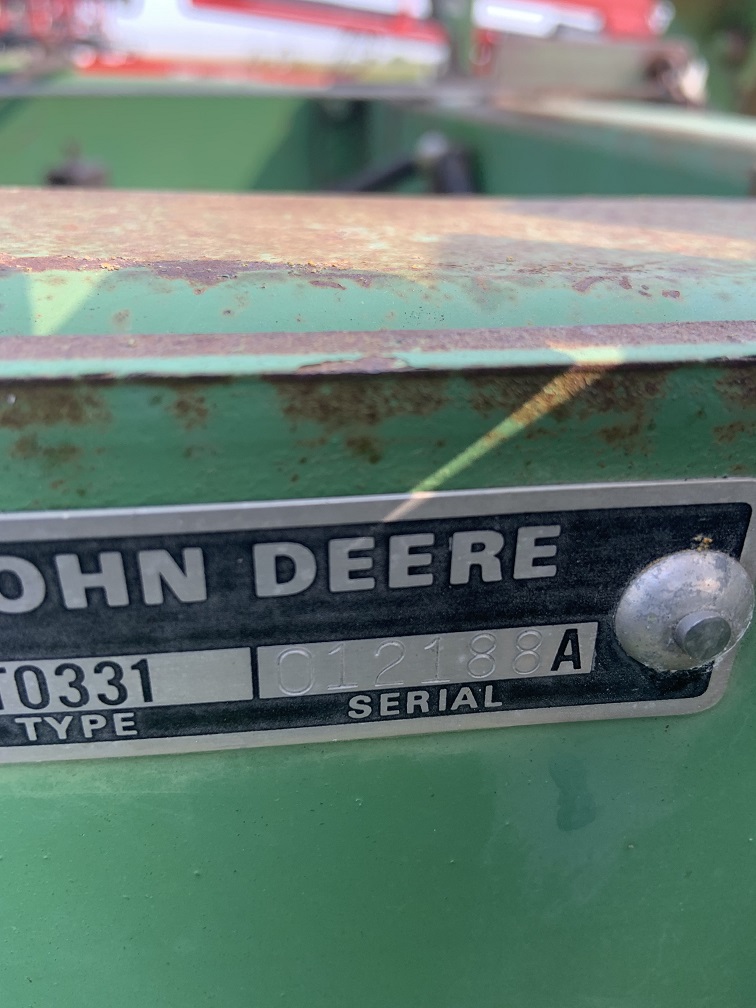 OHN DEERE
T0331 012188A
TYPE SERIAL